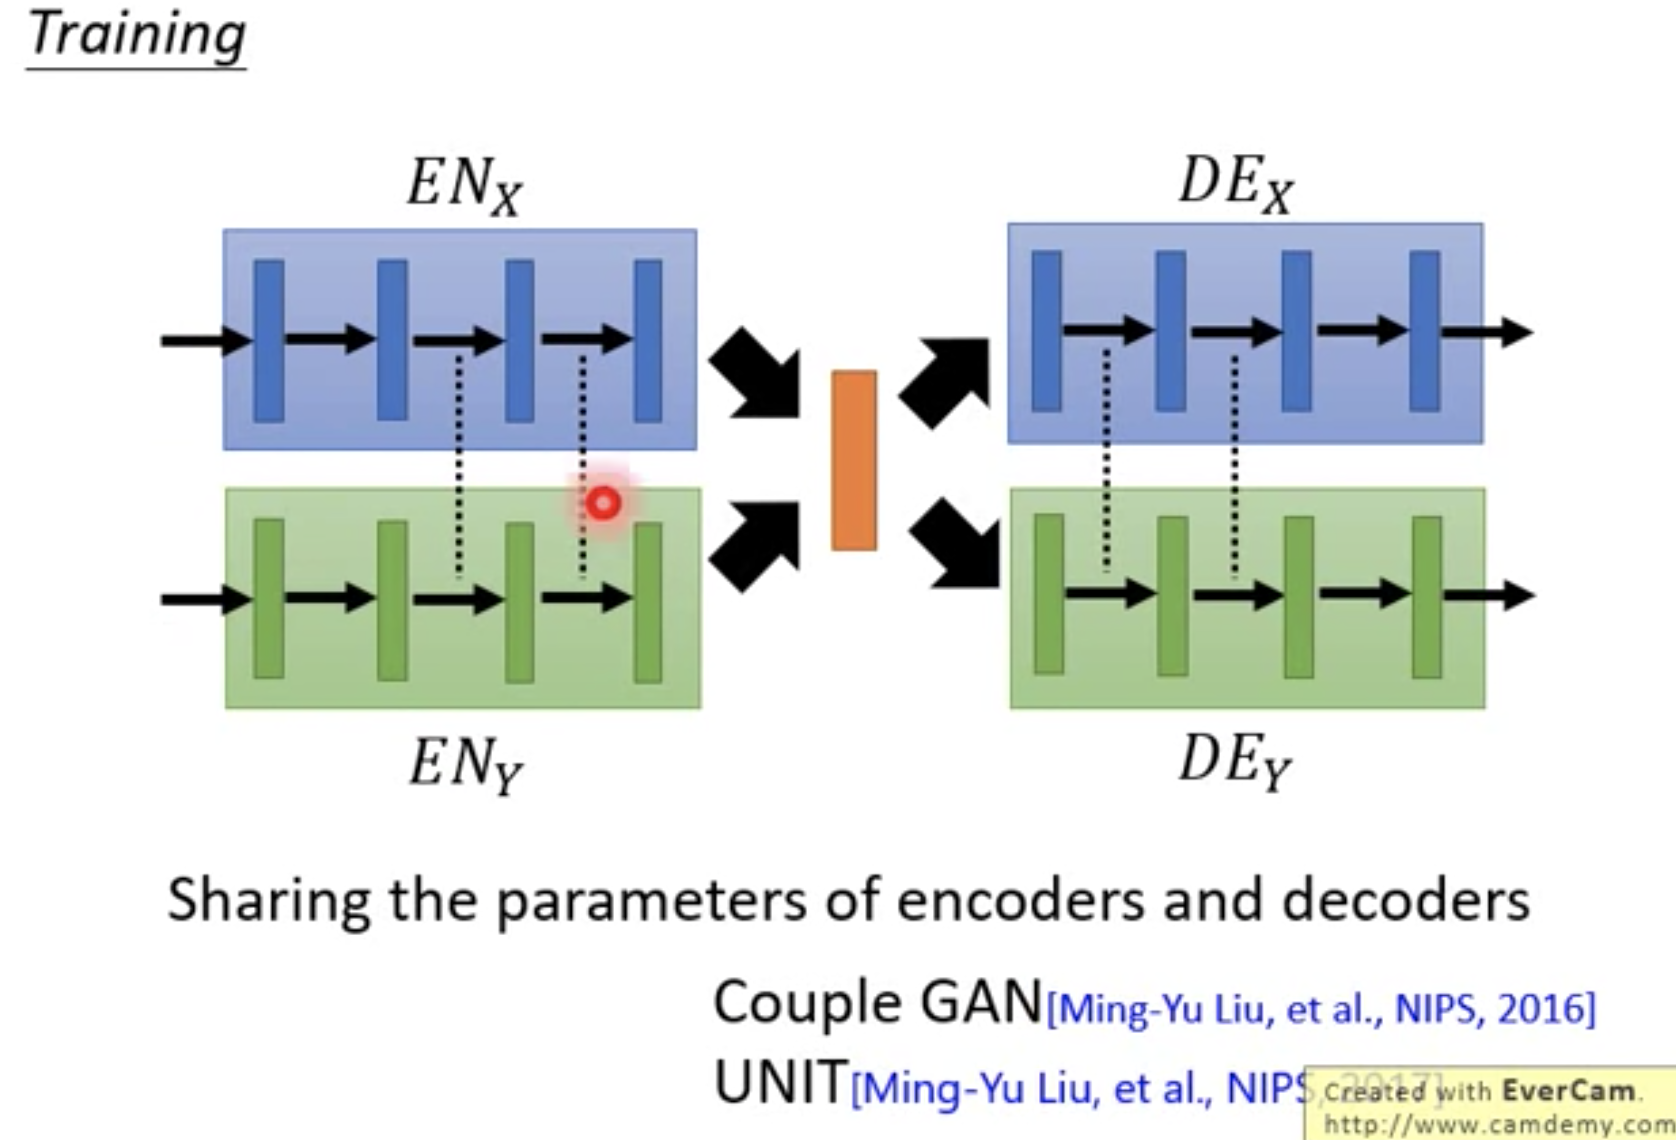 Training
EN_X
DE_X
EN_Y
DE_Y
Sharing the parameters of encoders and decoders
Couple GAN[Ming-Yu Liu, et al., NIPS, 2016]
UNIT[Ming-Yu Liu, et al., NIPS, 2017]
Created with EverCam.
http://www.camdemy.com